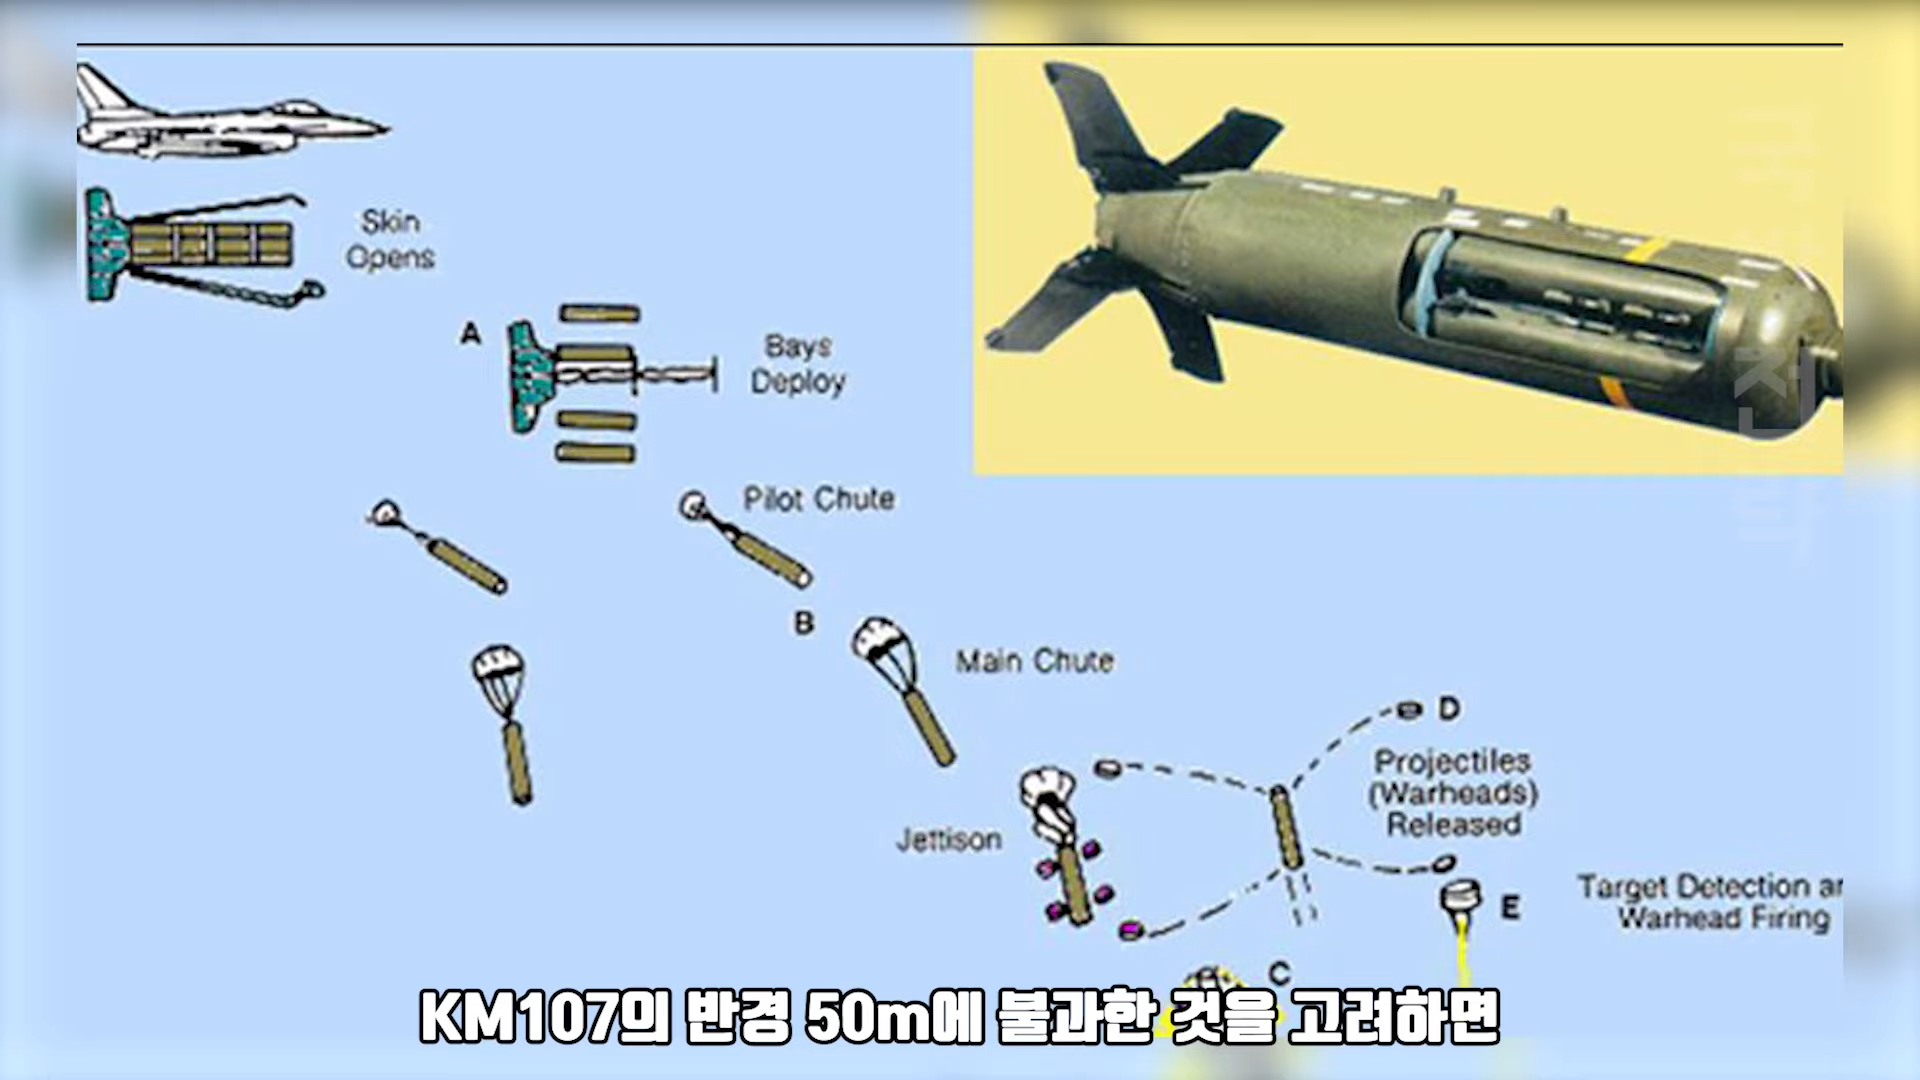 Skin
Opens
A
Bays
Deploy
Pilot Chute
B
Main Chute
D
Projectiles
(Warheads)
Released
Jettison
Target Detection
E
Warhead Firing
C
KM107의 반경 50m에 불과한 것을 고려하면